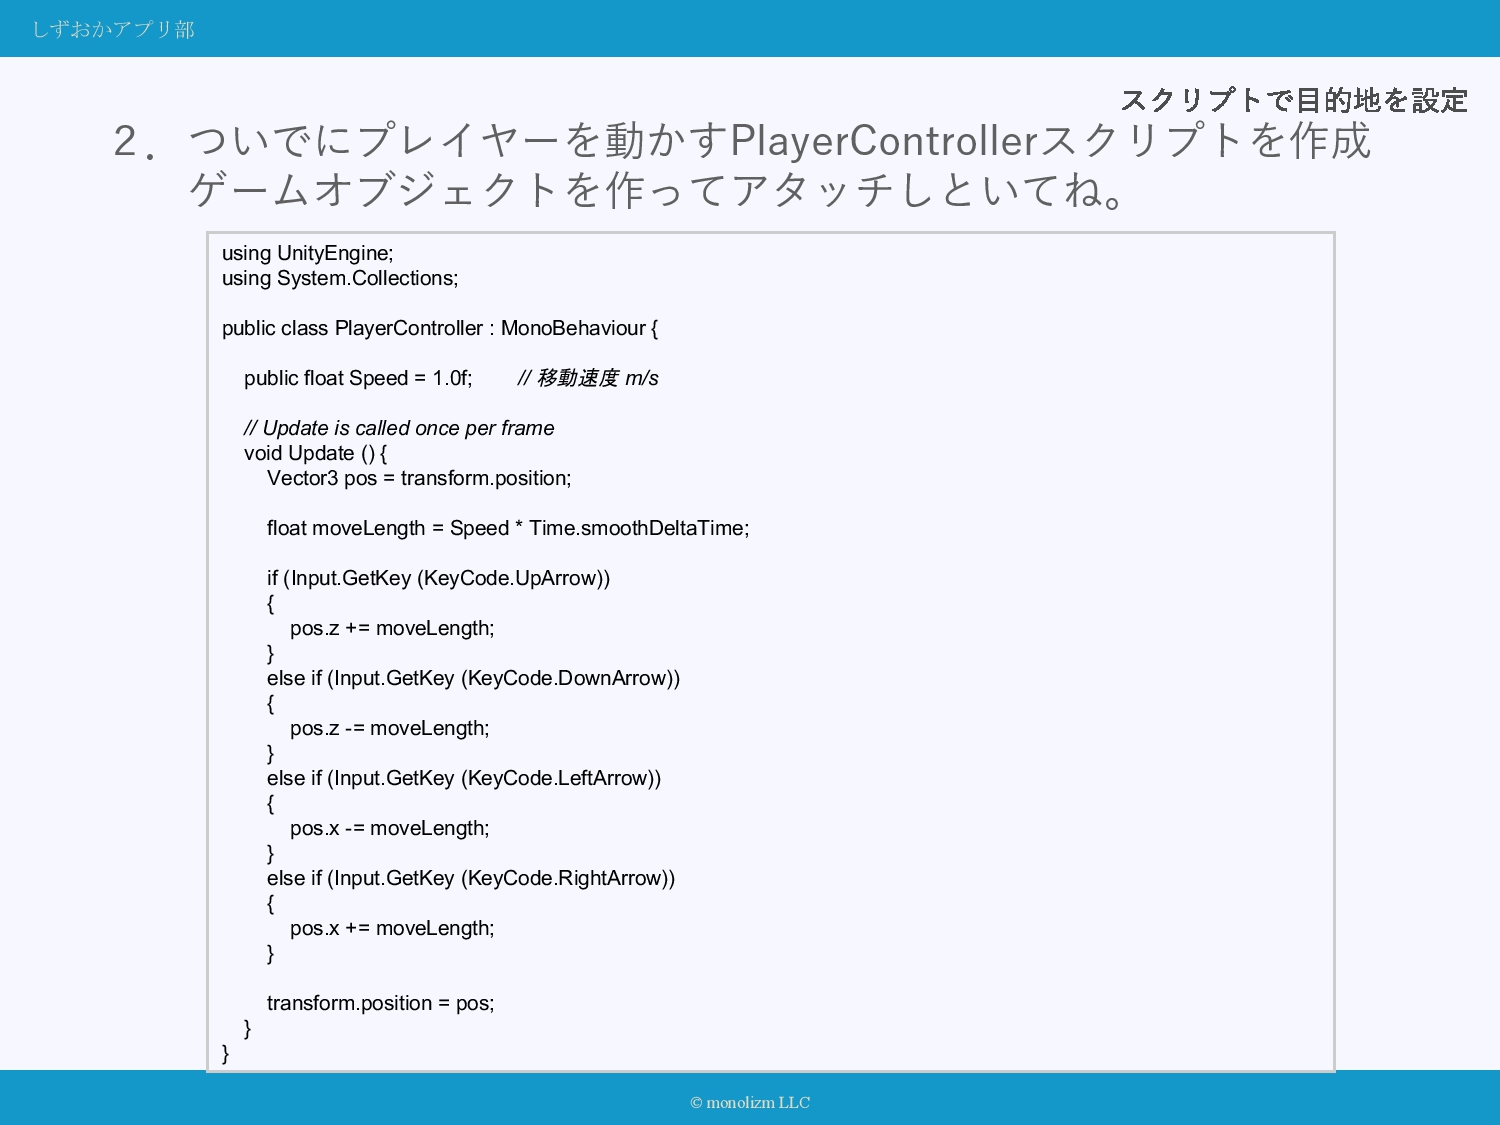 しずおかアプリ部
スクリプトで目的地を設定
２．ついでにプレイヤーを動かすPlayerControllerスクリプトを作成
ゲームオブジェクトを作ってアタッチしといてね。
using UnityEngine;
using System.Collections;
public class PlayerController : MonoBehaviour {
public float Speed = 1.0f; // 移動速度 m/s
// Update is called once per frame
void Update () {
Vector3 pos = transform.position;
float moveLength = Speed * Time.smoothDeltaTime;
if (Input.GetKey (KeyCode.UpArrow))
{
pos.z += moveLength;
}
else if (Input.GetKey (KeyCode.DownArrow))
{
pos.z -= moveLength;
}
else if (Input.GetKey (KeyCode.LeftArrow))
{
pos.x -= moveLength;
}
else if (Input.GetKey (KeyCode.RightArrow))
{
pos.x += moveLength;
}
transform.position = pos;
}
}
© monolizm LLC